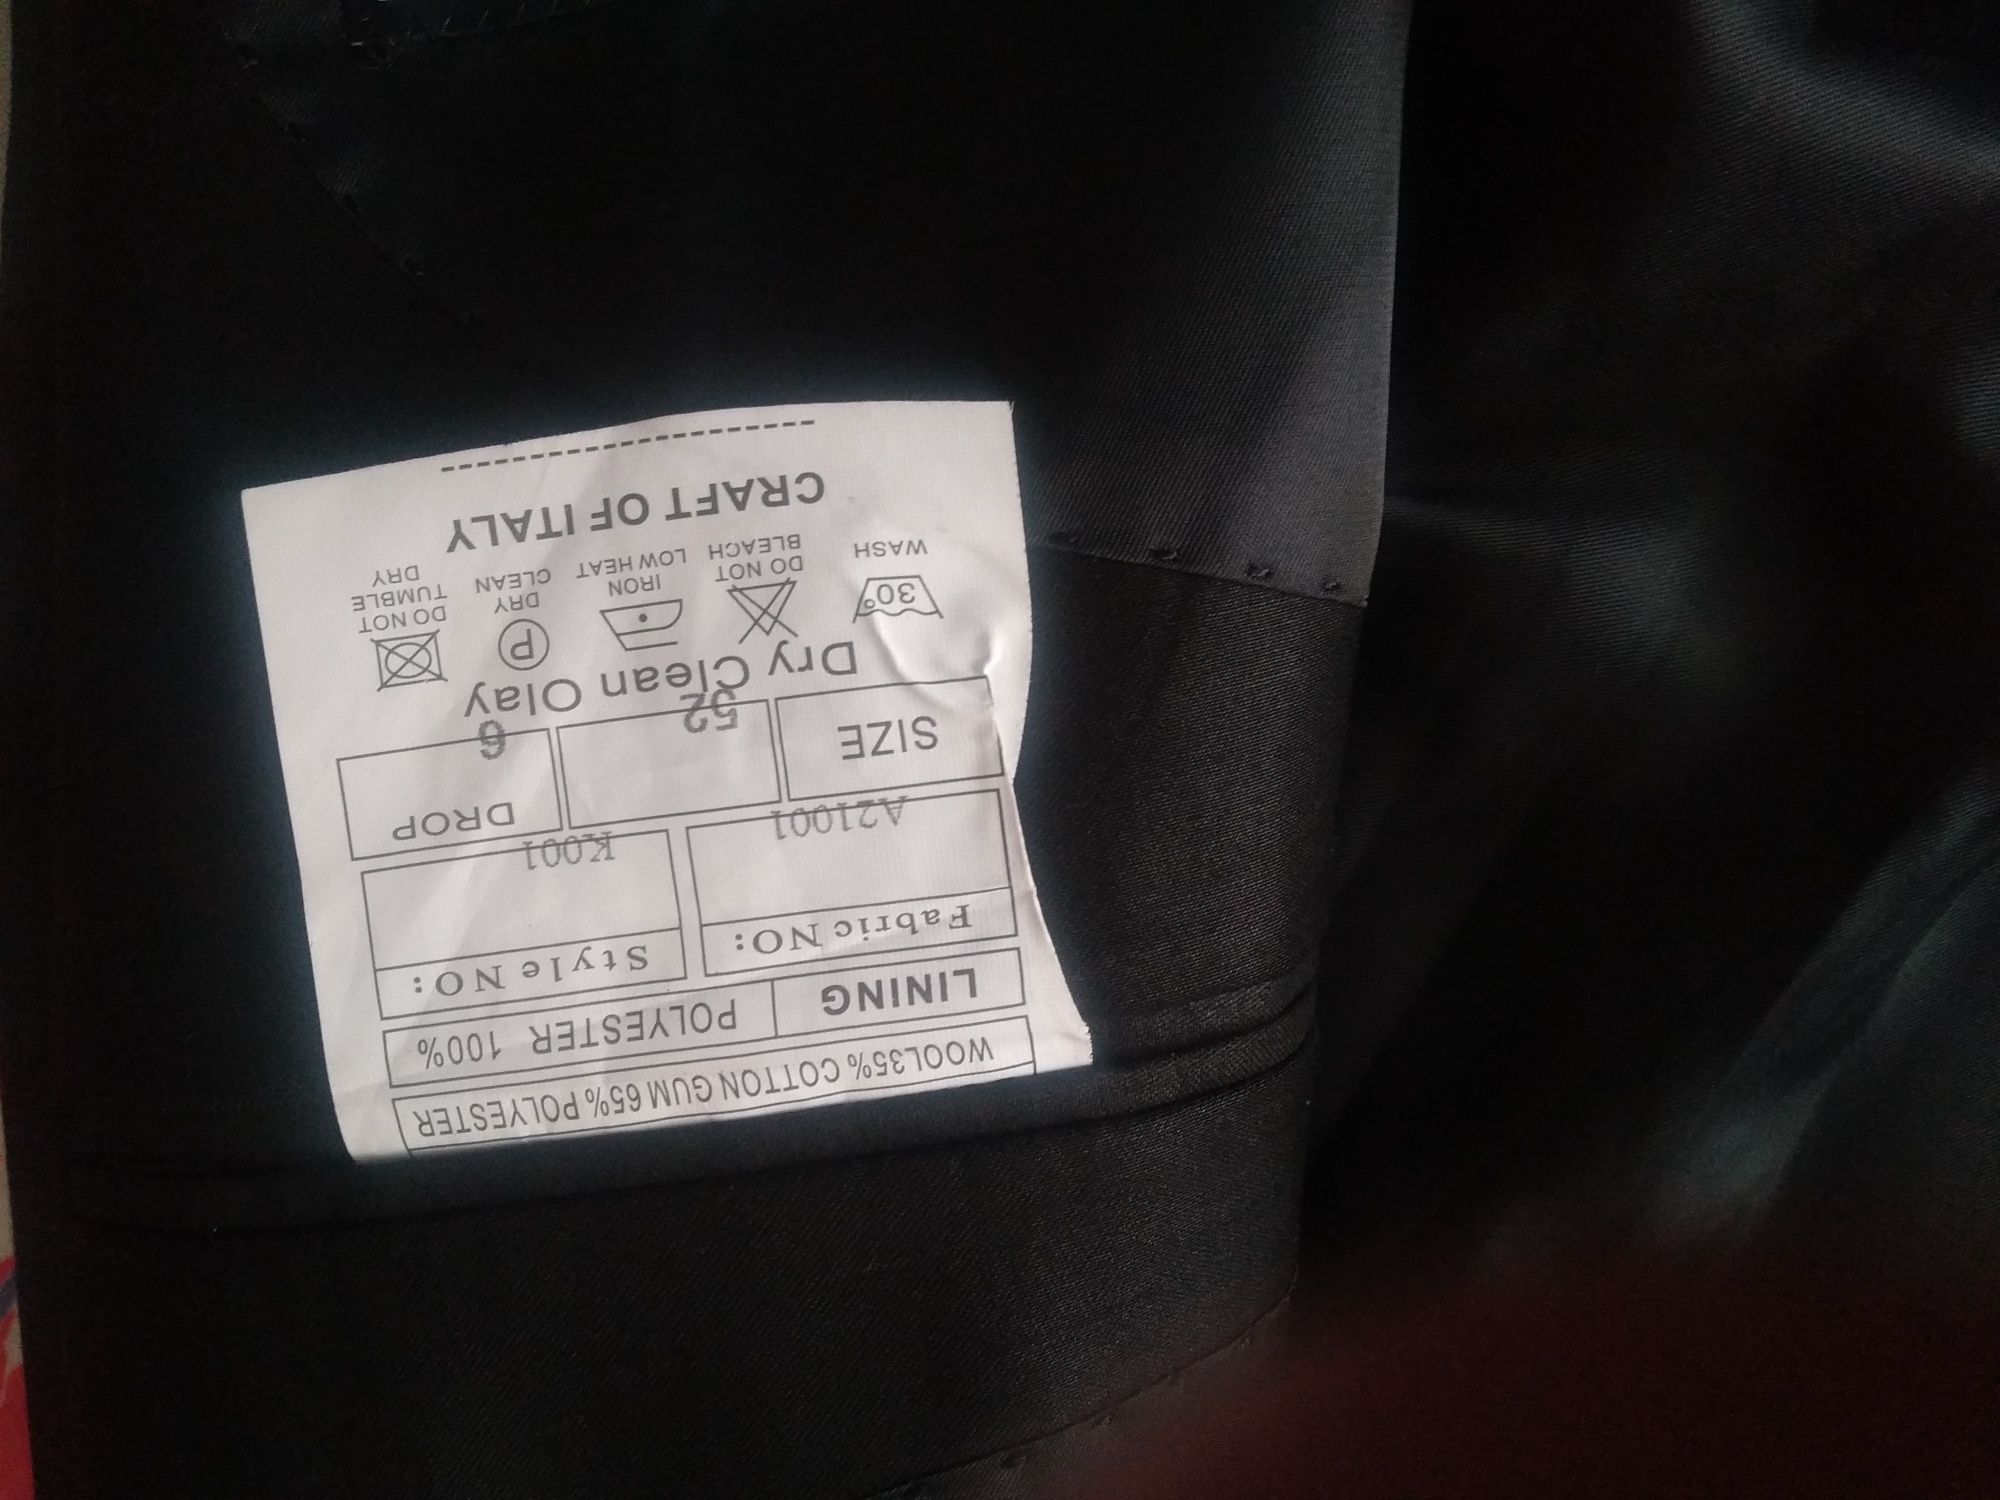 WOOL35% COTTON GUM 65% POLYESTER
LINING POLYESTER 100%
Fabric NO: Style NO:
A21001 K001
SIZE 52 DROP 6
Dry Clean Olay
30° P
WASH
DO NOT BLEACH
IRON LOW HEAT
DRY CLEAN
DO NOT TUMBLE DRY
CRAFT OF ITALY